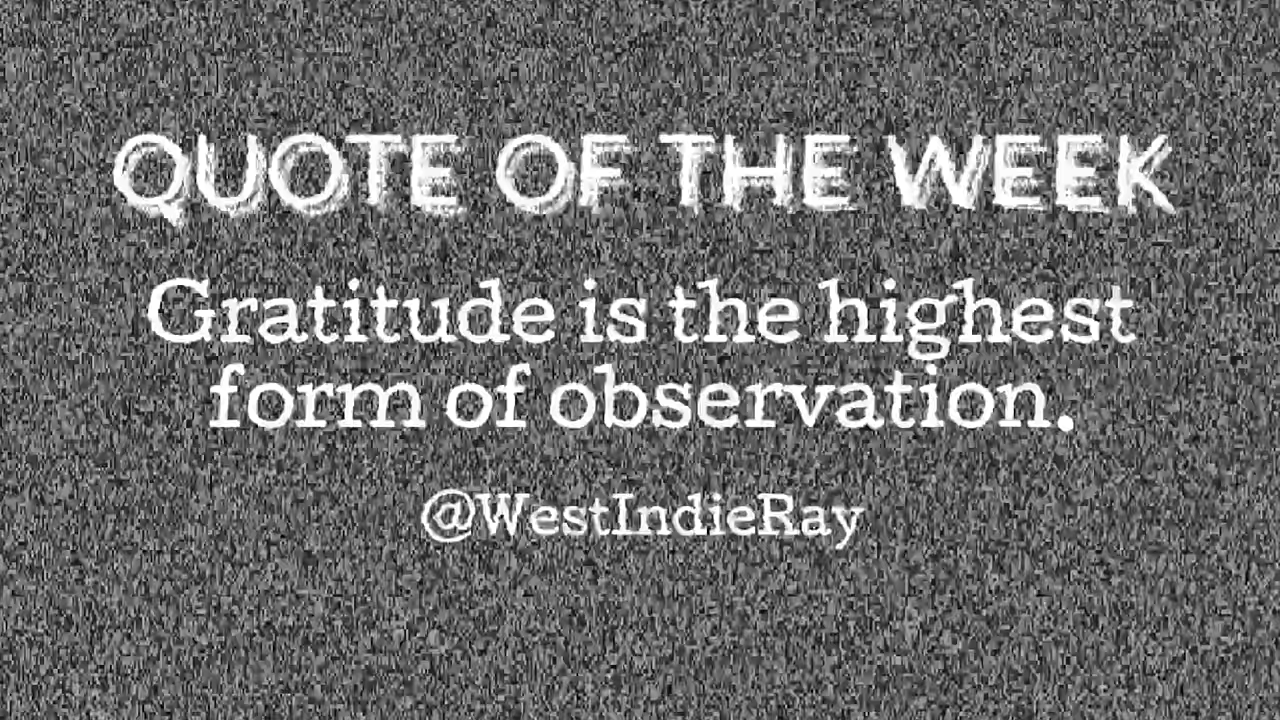 QUOTE OF THE WEEK
Gratitude is the highest
form of observation.
@WestIndieRay